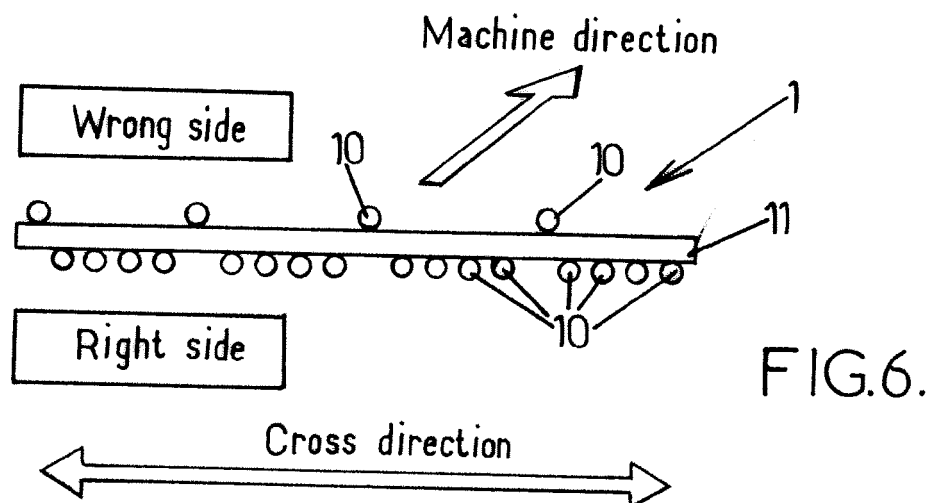 Machine direction
Wrong side
1
10
10
11
10
Right side
FIG.6.
Cross direction